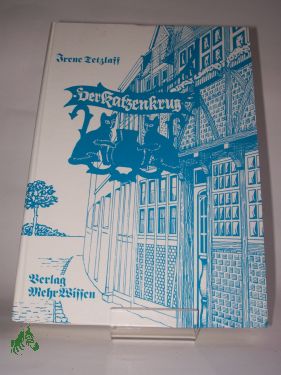 Irene Tetzlaff
Der Katzenkrug
Verlag
Mehr Wissen